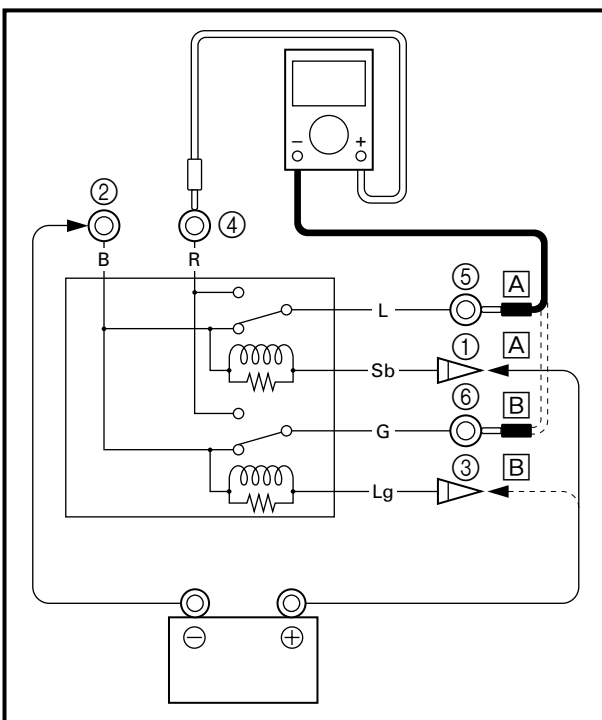 − +
② ④
B R
⑤ A
L
① A
Sb
⑥ B
G
③ B
Lg
− +